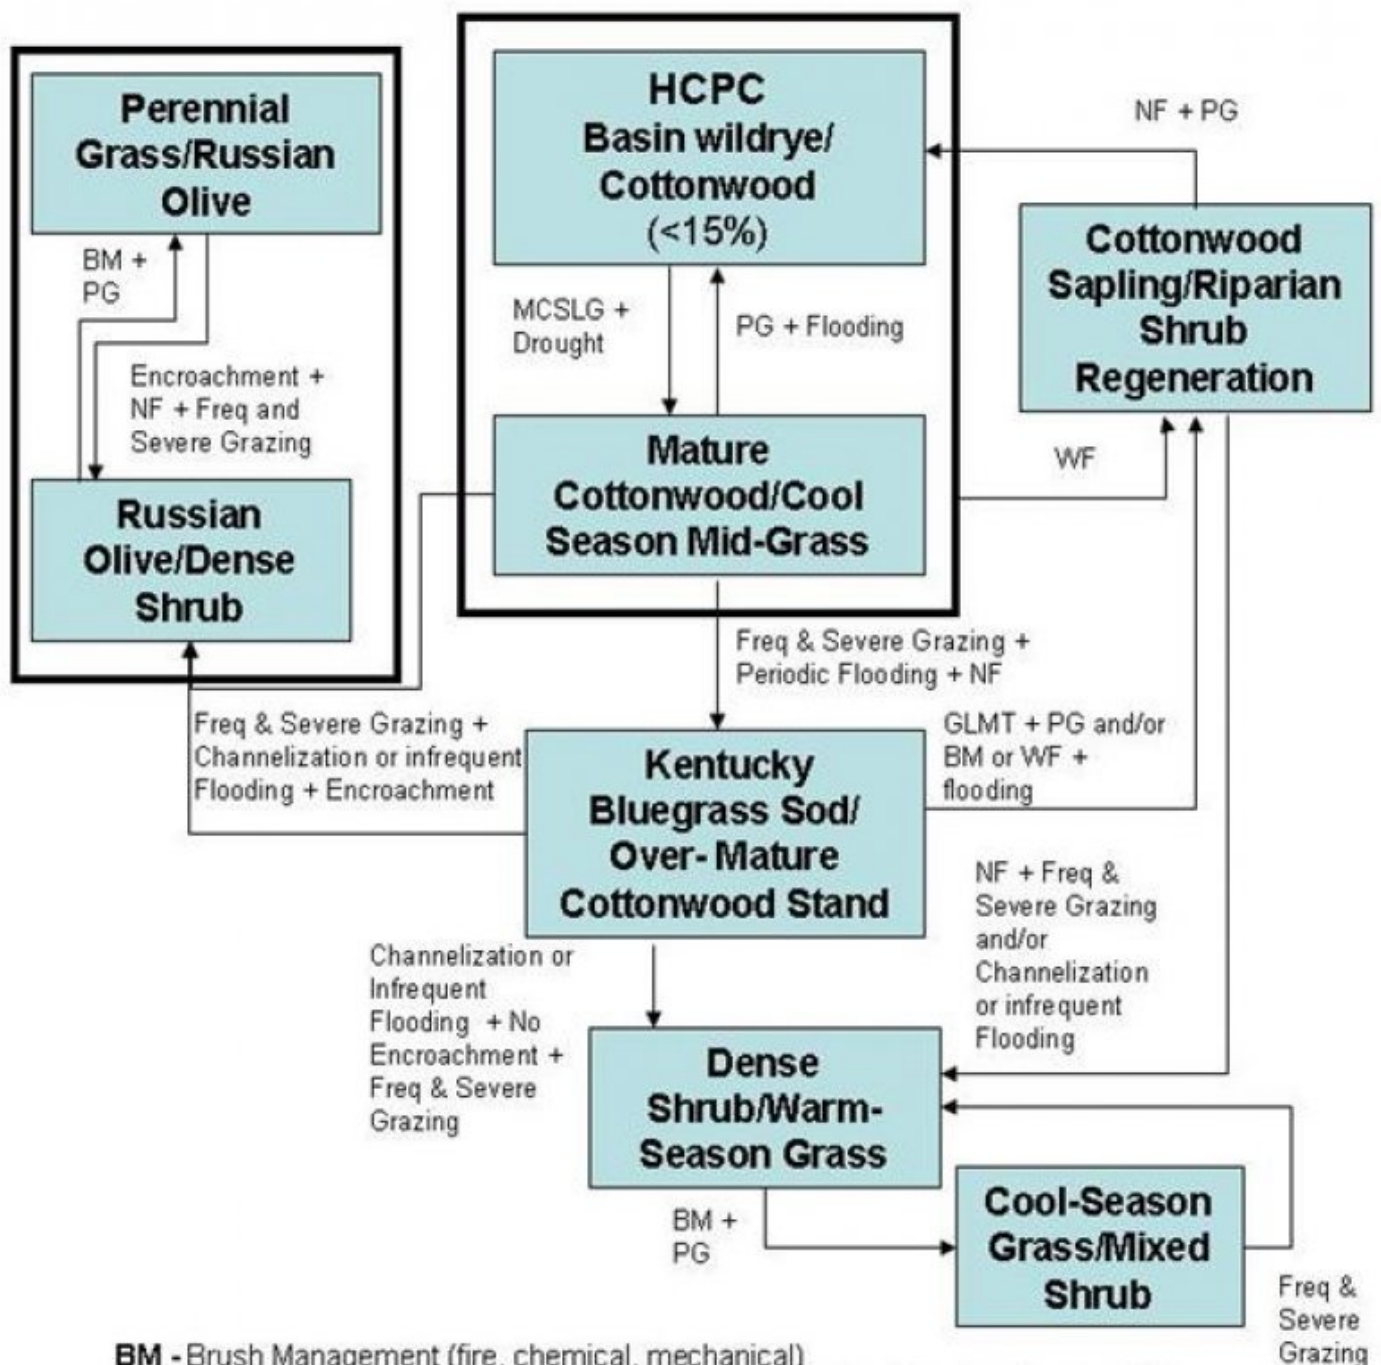 Perennial
Grass/Russian
Olive
HCPC
Basin wildrye/
Cottonwood
(<15%)
NF + PG
Cottonwood
Sapling/Riparian
Shrub
Regeneration
BM +
PG
MCSLG +
Drought
PG + Flooding
Encroachment +
NF + Freq and
Severe Grazing
Mature
Cottonwood/Cool
Season Mid-Grass
WF
Russian
Olive/Dense
Shrub
Freq & Severe Grazing +
Periodic Flooding + NF
Freq & Severe Grazing +
Channelization or infrequent
Flooding + Encroachment
Kentucky
Bluegrass Sod/
Over- Mature
Cottonwood Stand
GLMT + PG and/or
BM or WF +
flooding
NF + Freq &
Severe Grazing
and/or
Channelization
or infrequent
Flooding
Channelization or
Infrequent
Flooding + No
Encroachment +
Freq & Severe
Grazing
Dense
Shrub/Warm-
Season Grass
BM +
PG
Cool-Season
Grass/Mixed
Shrub
Freq &
Severe
Grazing
BM - Brush Management (fire, chemical, mechanical)